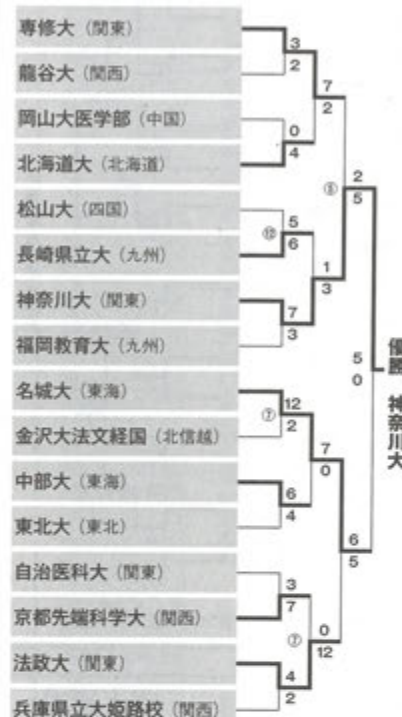 専修大（関東）
龍谷大（関西）
岡山大医学部（中国）
北海道大（北海道）
松山大（四国）
長崎県立大（九州）
神奈川大（関東）
福岡教育大（九州）
名城大（東海）
金沢大法文経国（北信越）
中部大（東海）
東北大（東北）
自治医科大（関東）
京都先端科学大（関西）
法政大（関東）
兵庫県立大姫路校（関西）
3
2
0
4
⑫
5
6
7
3
⑦
12
2
6
4
3
7
4
2
7
2
1
3
7
0
⑦
0
12
2
5
6
5
5
0
優勝 神奈川大